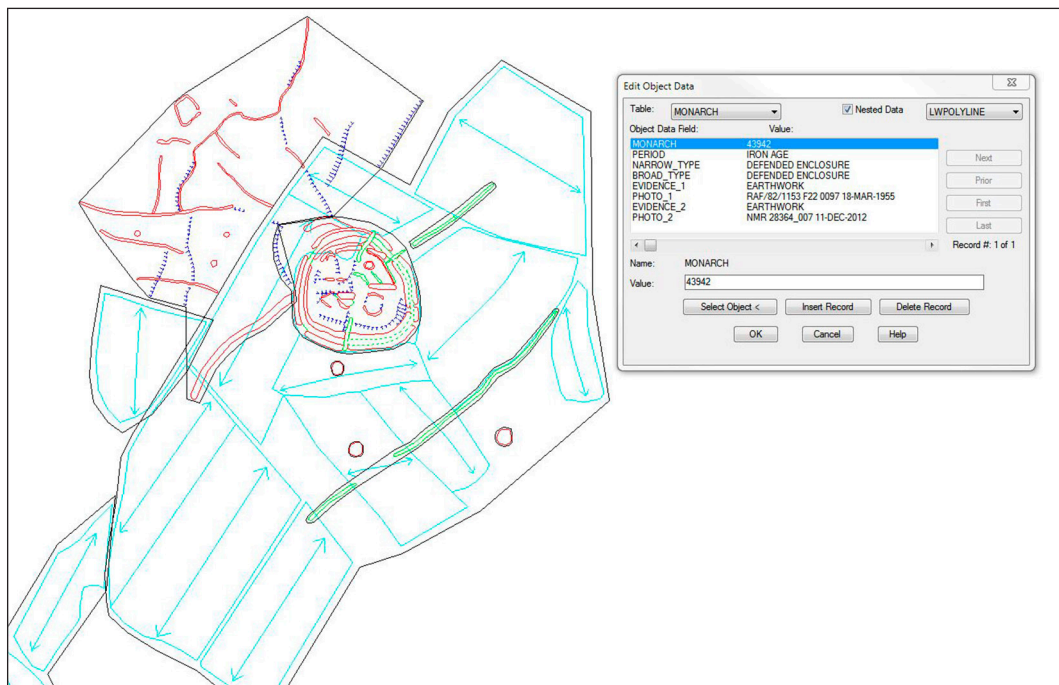 Edit Object Data
Table: MONARCH Nested Data LWPOLYLINE
Object Data Field: Value:
MONARCH 43942
PERIOD IRON AGE
NARROW_TYPE DEFENDED ENCLOSURE
BROAD_TYPE DEFENDED ENCLOSURE
EVIDENCE_1 EARTHWORK
PHOTO_1 RAF/82/1153 F22 0097 18-MAR-1955
EVIDENCE_2 EARTHWORK
PHOTO_2 NMR 28364_007 11-DEC-2012
Next
Prior
First
Last
Record #: 1 of 1
Name: MONARCH
Value: 43942
Select Object < Insert Record Delete Record
OK Cancel Help